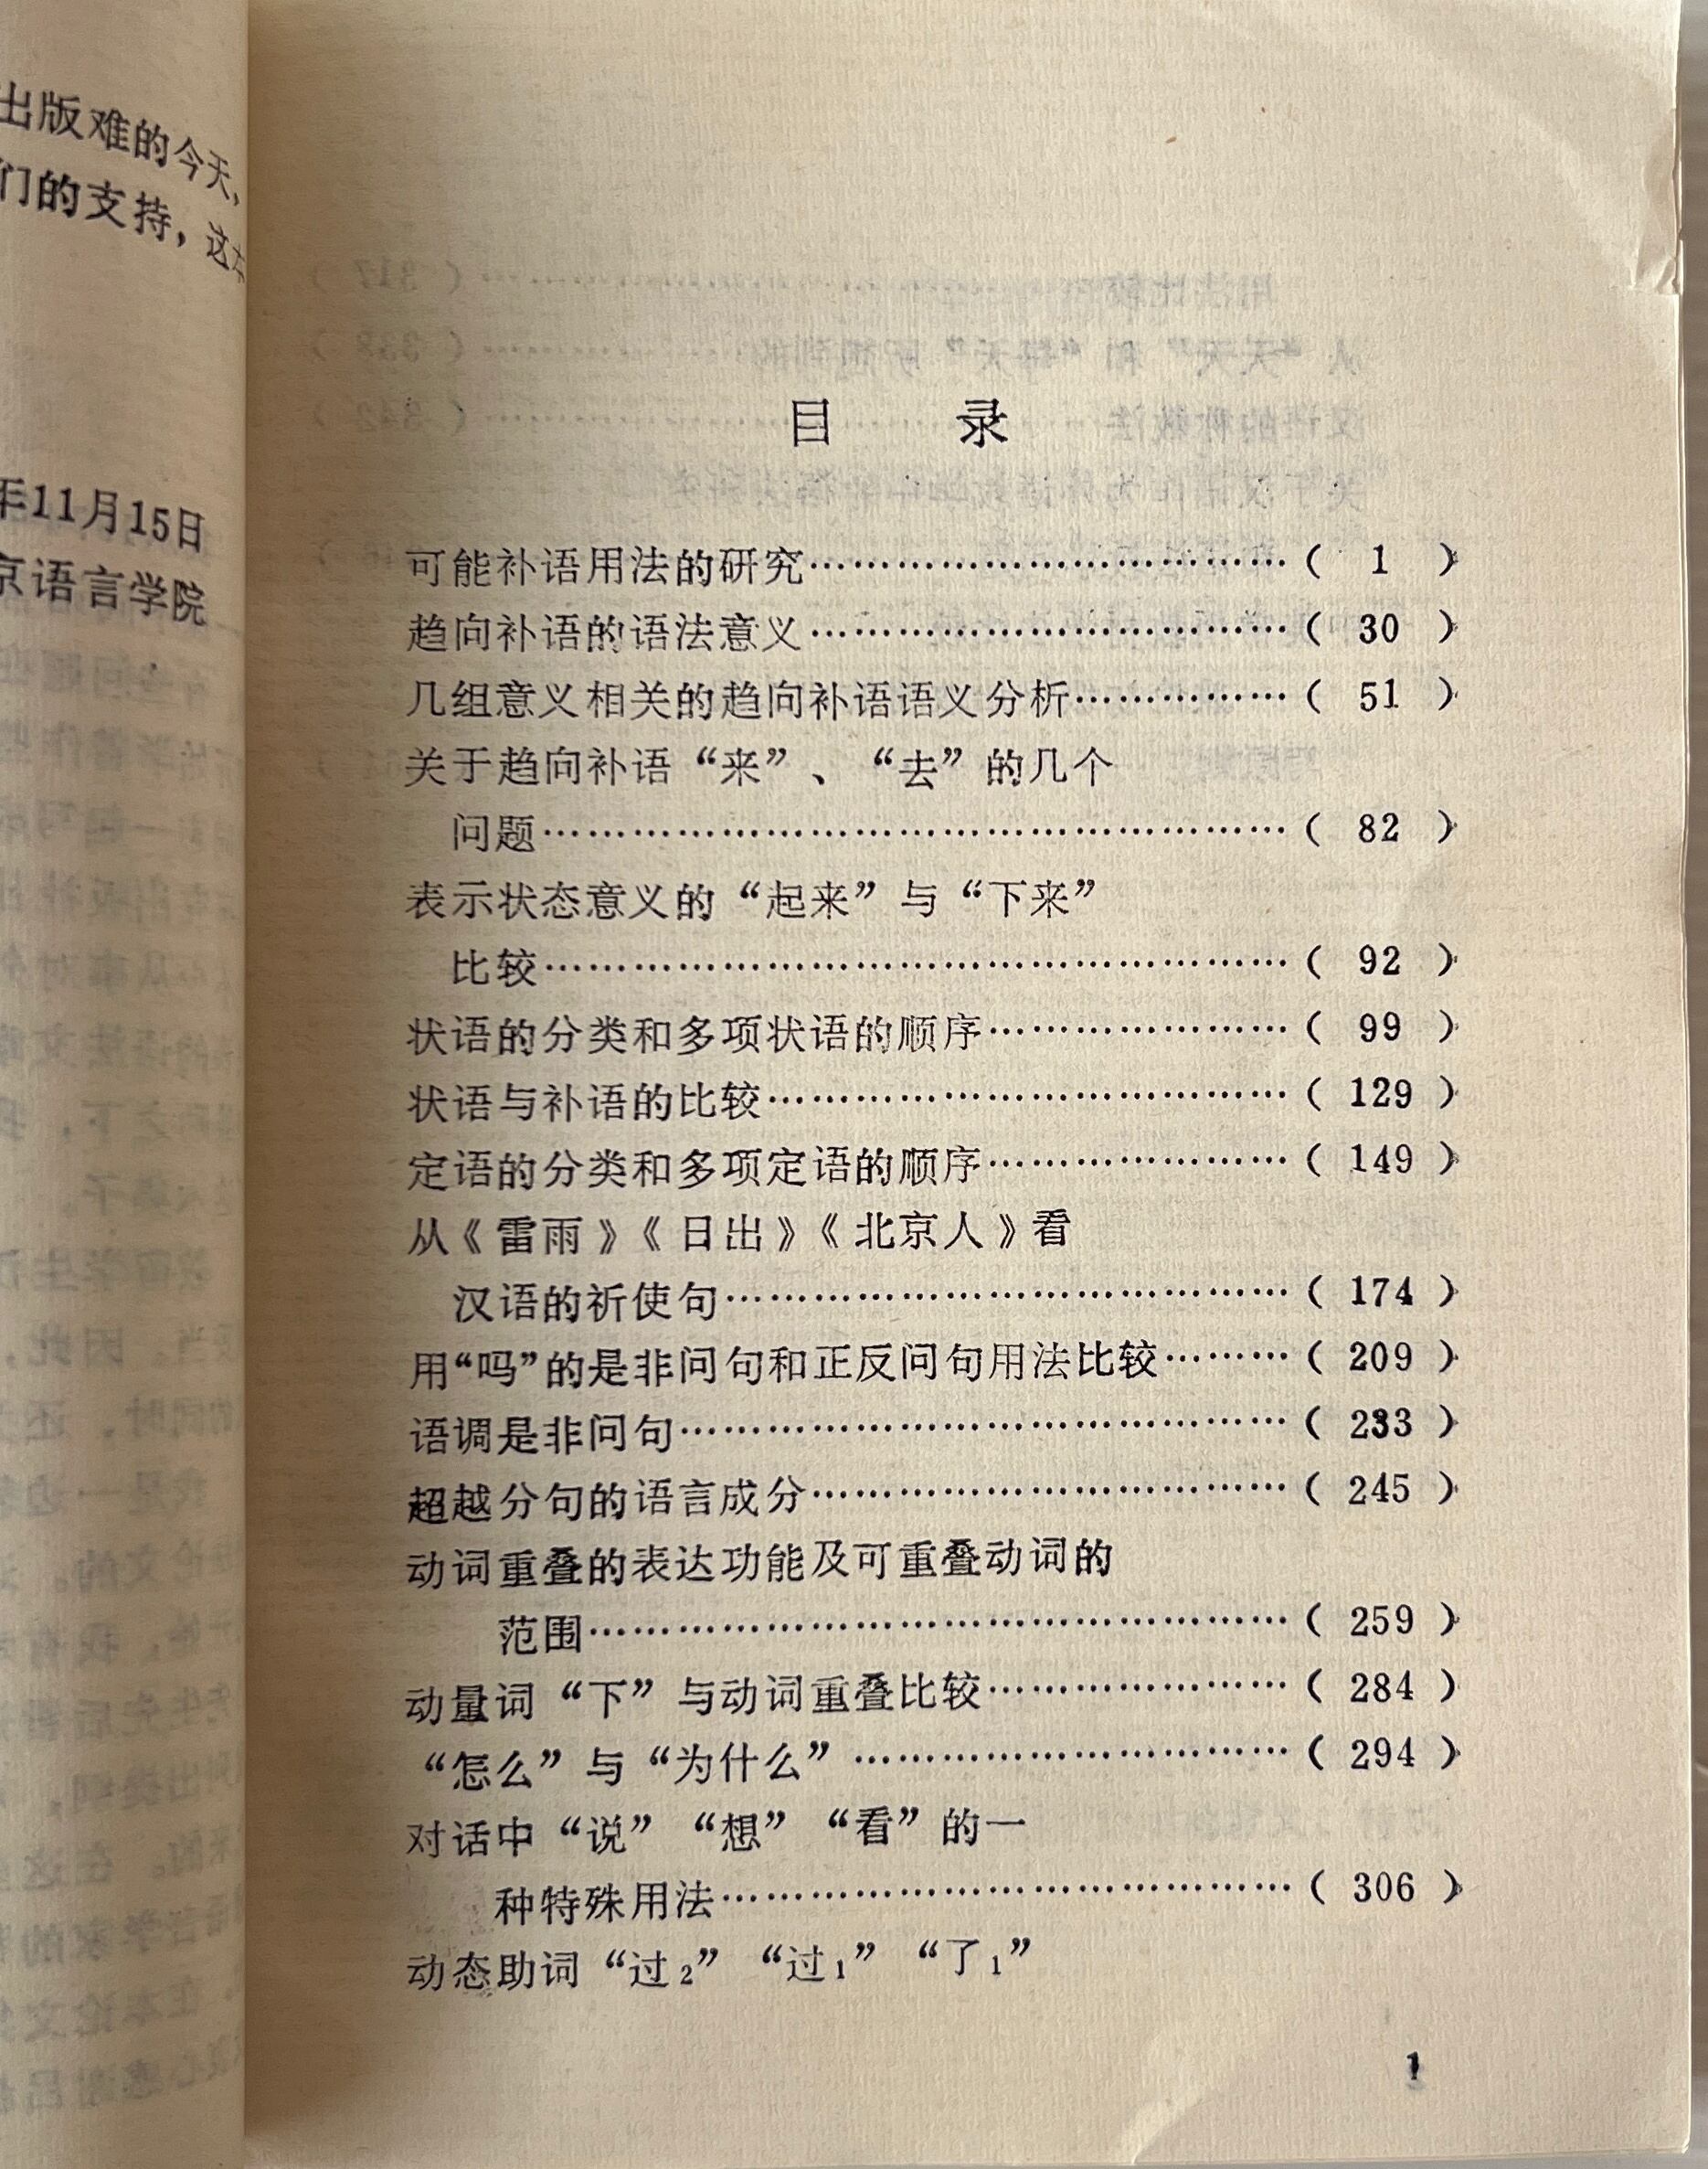 出版难的今天，
们的支持，这
年11月15日
京语言学院
目 录
可能补语用法的研究……………………………( 1 )
趋向补语的语法意义……………………………( 30 )
几组意义相关的趋向补语语义分析……………( 51 )
关于趋向补语“来”、“去”的几个
问题………………………………………………( 82 )
表示状态意义的“起来”与“下来”
比较………………………………………………( 92 )
状语的分类和多项状语的顺序…………………( 99 )
状语与补语的比较………………………………( 129 )
定语的分类和多项定语的顺序…………………( 149 )
从《雷雨》《日出》《北京人》看
汉语的祈使句……………………………………( 174 )
用“吗”的是非问句和正反问句用法比较………( 209 )
语调是非问句……………………………………( 233 )
超越分句的语言成分……………………………( 245 )
动词重叠的表达功能及可重叠动词的
范围……………………………………………( 259 )
动量词“下”与动词重叠比较…………………( 284 )
“怎么”与“为什么”…………………………( 294 )
对话中“说”“想”“看”的一
种特殊用法……………………………………( 306 )
动态助词“过₂”“过₁”“了₁”
1